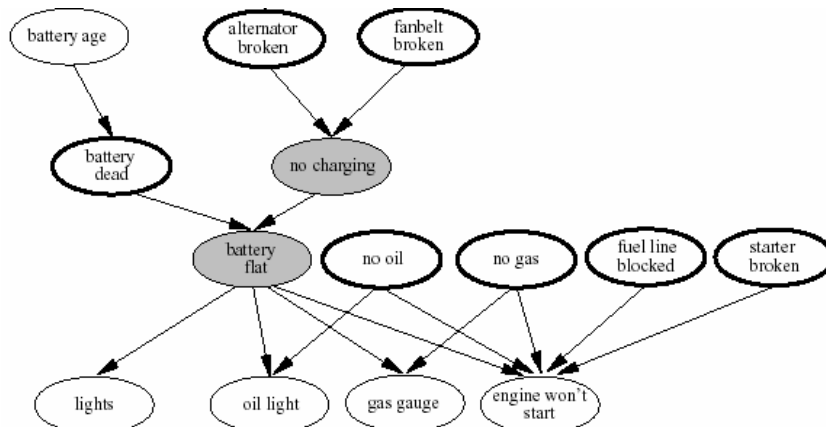 battery age
alternator
broken
fanbelt
broken
battery
dead
no charging
battery
flat
no oil
no gas
fuel line
blocked
starter
broken
lights
oil light
gas gauge
engine won't
start